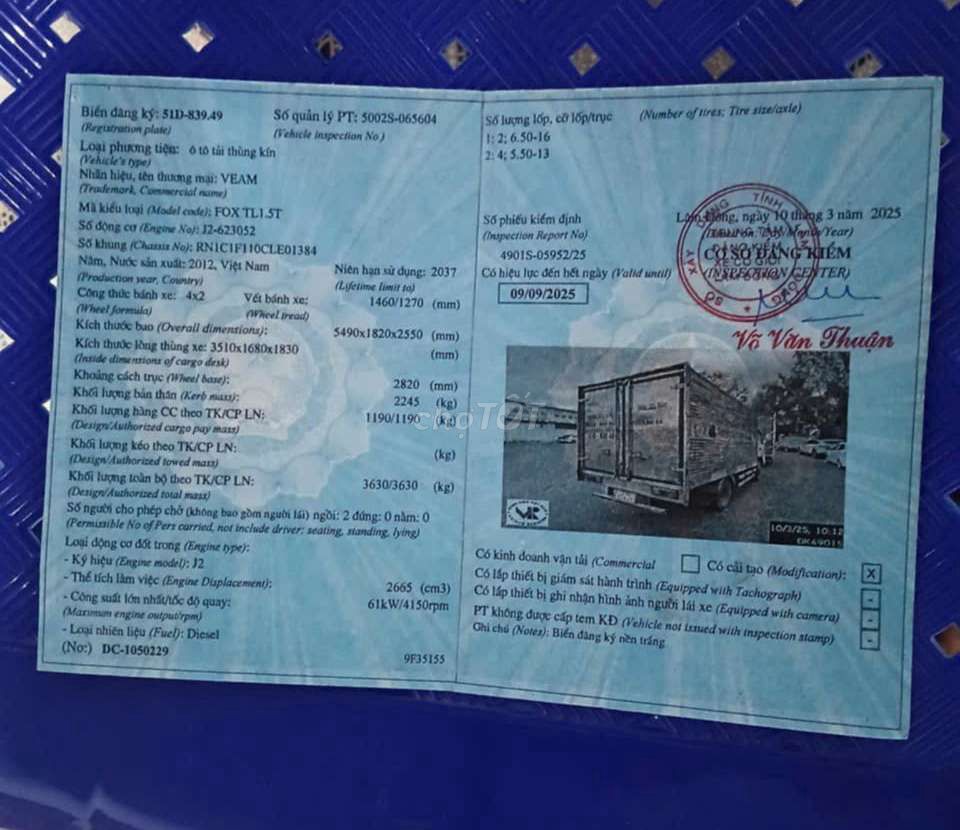 Biển đăng ký: 51D-839.49
(Registration plate)
Số quản lý PT: 5002S-065604
(Vehicle inspection No)
Loại phương tiện: ô tô tải thùng kín
(Vehicle's type)
Nhãn hiệu, tên thương mại: VEAM
(Trademark, Commercial name)
Mã kiểu loại (Model code): FOX TL1.5T
Số động cơ (Engine No): J2-623052
Số khung (Chassis No): RN1C1F110CLE01384
Năm, Nước sản xuất: 2012, Việt Nam
(Production year, Country)
Niên hạn sử dụng: 2037
(Lifetime limit to)
Công thức bánh xe: 4x2
(Wheel formula)
Vết bánh xe: 1460/1270 (mm)
(Wheel tread)
Kích thước bao (Overall dimensions): 5490x1820x2550 (mm)
Kích thước lòng thùng xe: 3510x1680x1830 (mm)
(Inside dimensions of cargo desk)
Khoảng cách trục (Wheel base): 2820 (mm)
Khối lượng bản thân (Kerb mass): 2245 (kg)
Khối lượng hàng CC theo TK/CP LN: 1190/1190 (kg)
(Design/Authorized cargo pay mass)
Khối lượng kéo theo TK/CP LN: (kg)
(Design/Authorized towed mass)
Khối lượng toàn bộ theo TK/CP LN: 3630/3630 (kg)
(Design/Authorized total mass)
Số người cho phép chở (không bao gồm người lái) ngồi: 2 đứng: 0 nằm: 0
(Permissible No of Pers carried, not include driver: seating, standing, lying)
Loại động cơ đốt trong (Engine type):
- Ký hiệu (Engine model): J2
- Thể tích làm việc (Engine Displacement): 2665 (cm3)
- Công suất lớn nhất/tốc độ quay: 61kW/4150rpm
(Maximum engine output/rpm)
- Loại nhiên liệu (Fuel): Diesel
(No:) DC-1050229
9F35155
Số lượng lốp, cỡ lốp/trục (Number of tires; Tire size/axle)
1: 2; 6.50-16
2: 4; 5.50-13
Số phiếu kiểm định
(Inspection Report No)
4901S-05952/25
Có hiệu lực đến hết ngày (Valid until)
09/09/2025
Lâm Đồng, ngày 10 tháng 3 năm 2025
CƠ SỞ ĐĂNG KIỂM
(INSPECTION CENTER)
Võ Văn Thuận
chợTỐT
VR
10/3/25, 10:12
Có kinh doanh vận tải (Commercial
Có cải tạo (Modification): X
Có lắp thiết bị giám sát hành trình (Equipped with Tachograph) -
Có lắp thiết bị ghi nhận hình ảnh người lái xe (Equipped with camera) -
PT không được cấp tem KĐ (Vehicle not issued with inspection stamp) -
Ghi chú (Notes): Biển đăng ký nền trắng